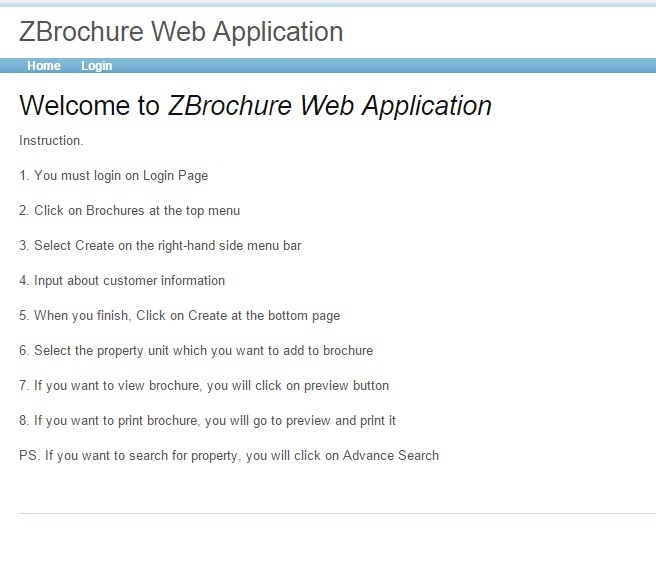 ZBrochure Web Application
Home Login
Welcome to ZBrochure Web Application
Instruction.
1. You must login on Login Page
2. Click on Brochures at the top menu
3. Select Create on the right-hand side menu bar
4. Input about customer information
5. When you finish, Click on Create at the bottom page
6. Select the property unit which you want to add to brochure
7. If you want to view brochure, you will click on preview button
8. If you want to print brochure, you will go to preview and print it
PS. If you want to search for property, you will click on Advance Search